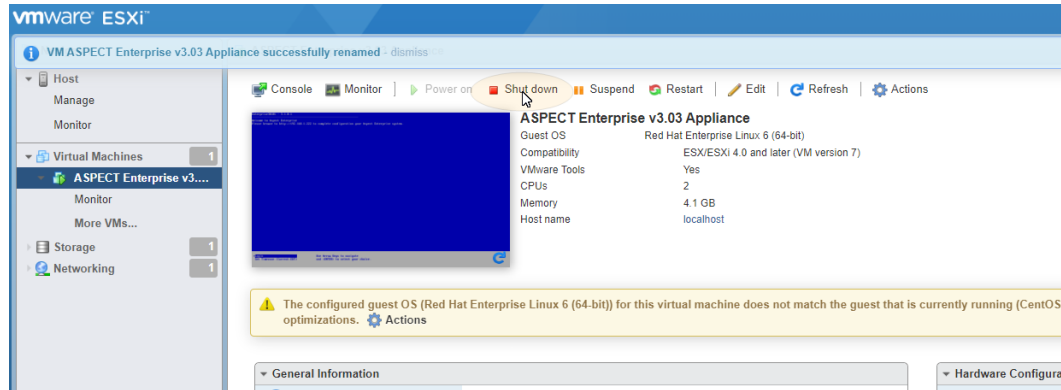 vmware ESXi™
VM ASPECT Enterprise v3.03 Appliance successfully renamed - dismiss
Host
Manage
Monitor
Virtual Machines 1
ASPECT Enterprise v3....
Monitor
More VMs...
Storage 1
Networking 1
Console Monitor Power on Shut down Suspend Restart Edit Refresh Actions
ASPECT Enterprise v3.03 Appliance
Guest OS Red Hat Enterprise Linux 6 (64-bit)
Compatibility ESX/ESXi 4.0 and later (VM version 7)
VMware Tools Yes
CPUs 2
Memory 4.1 GB
Host name localhost
The configured guest OS (Red Hat Enterprise Linux 6 (64-bit)) for this virtual machine does not match the guest that is currently running (CentOS
optimizations. Actions
General Information
Hardware Configura